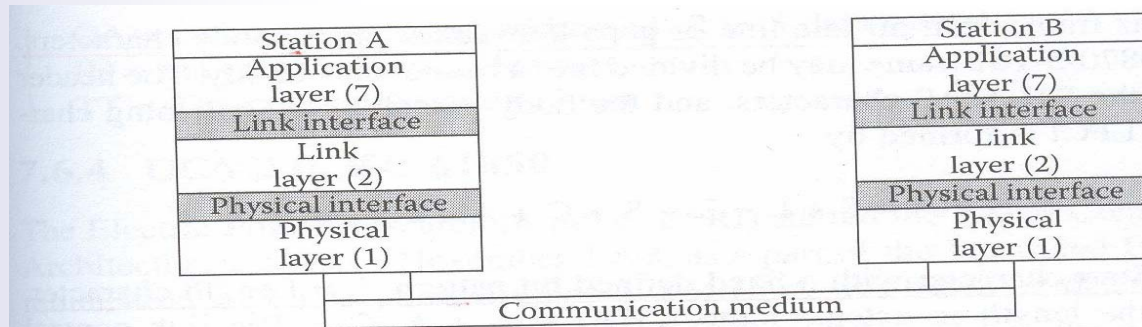 Station A
Application
layer (7)
Link interface
Link
layer (2)
Physical interface
Physical
layer (1)
Station B
Application
layer (7)
Link interface
Link
layer (2)
Physical interface
Physical
layer (1)
Communication medium